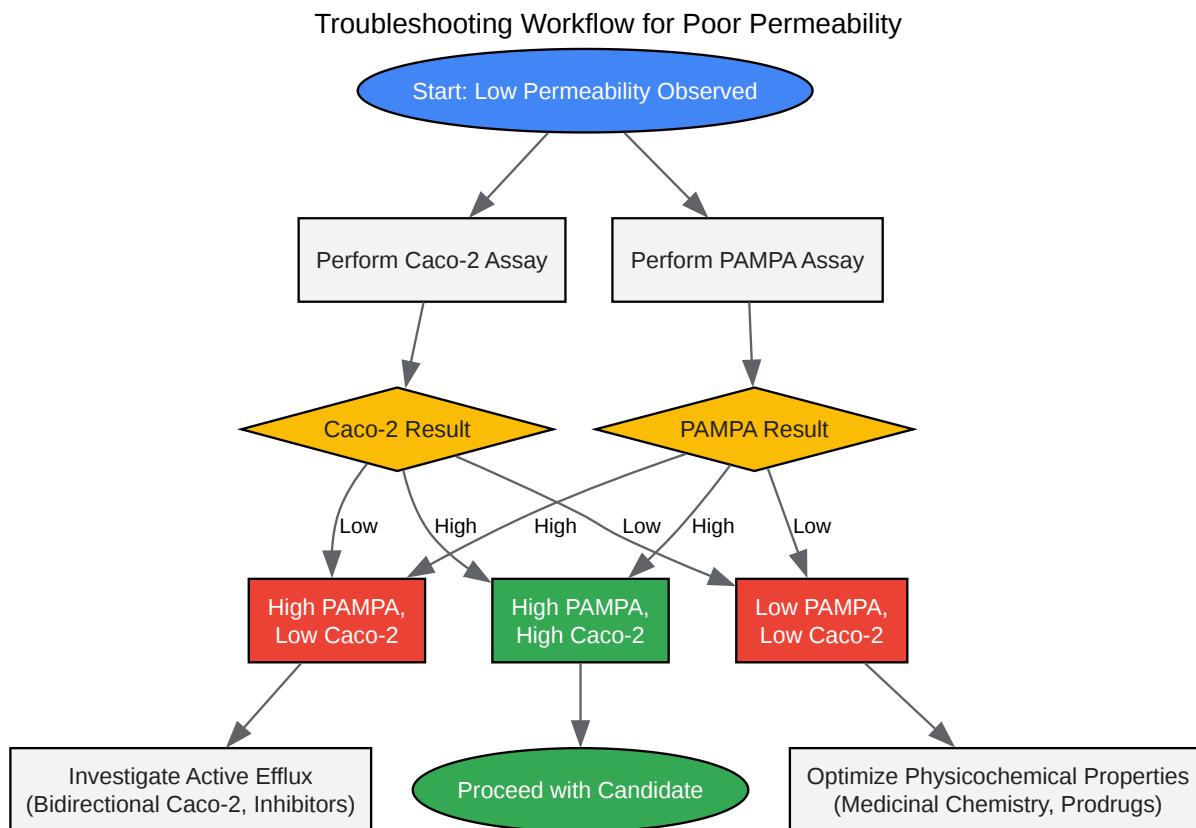 Troubleshooting Workflow for Poor Permeability
Start: Low Permeability Observed
Perform Caco-2 Assay
Perform PAMPA Assay
Caco-2 Result
PAMPA Result
Low
High
High
Low
High
Low
High PAMPA,
Low Caco-2
High PAMPA,
High Caco-2
Low PAMPA,
Low Caco-2
Investigate Active Efflux
(Bidirectional Caco-2, Inhibitors)
Proceed with Candidate
Optimize Physicochemical Properties
(Medicinal Chemistry, Prodrugs)